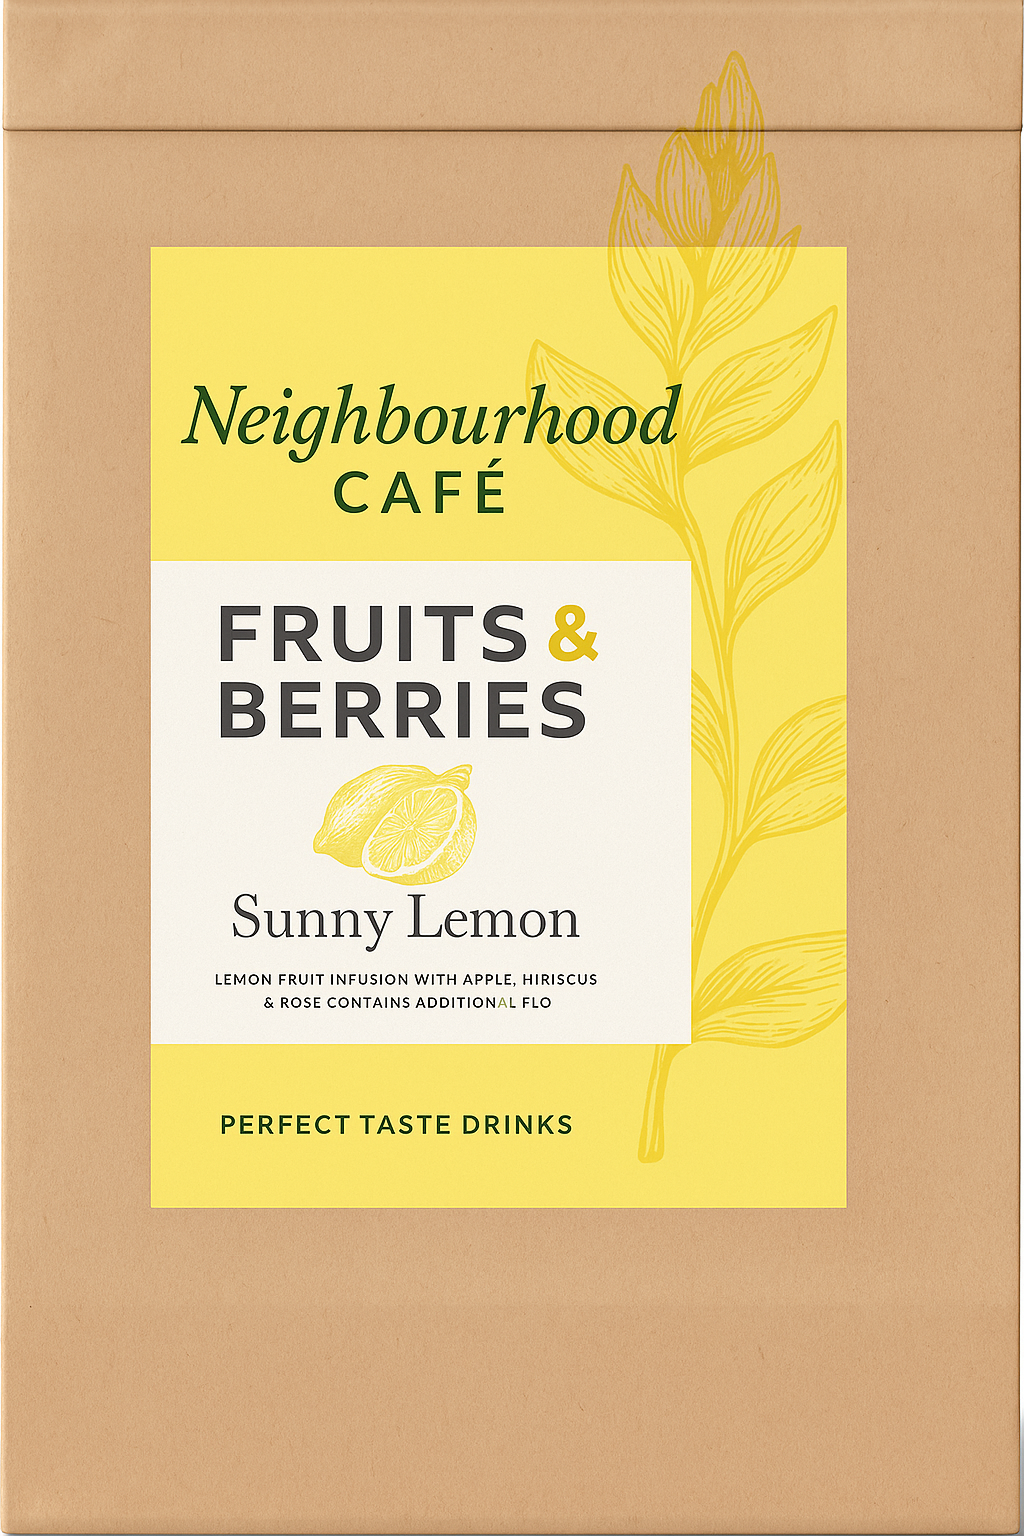 Neighbourhood
CAFÉ
FRUITS &
BERRIES
Sunny Lemon
LEMON FRUIT INFUSION WITH APPLE, HIRISCUS
& ROSE CONTAINS ADDITIONAL FLO
PERFECT TASTE DRINKS